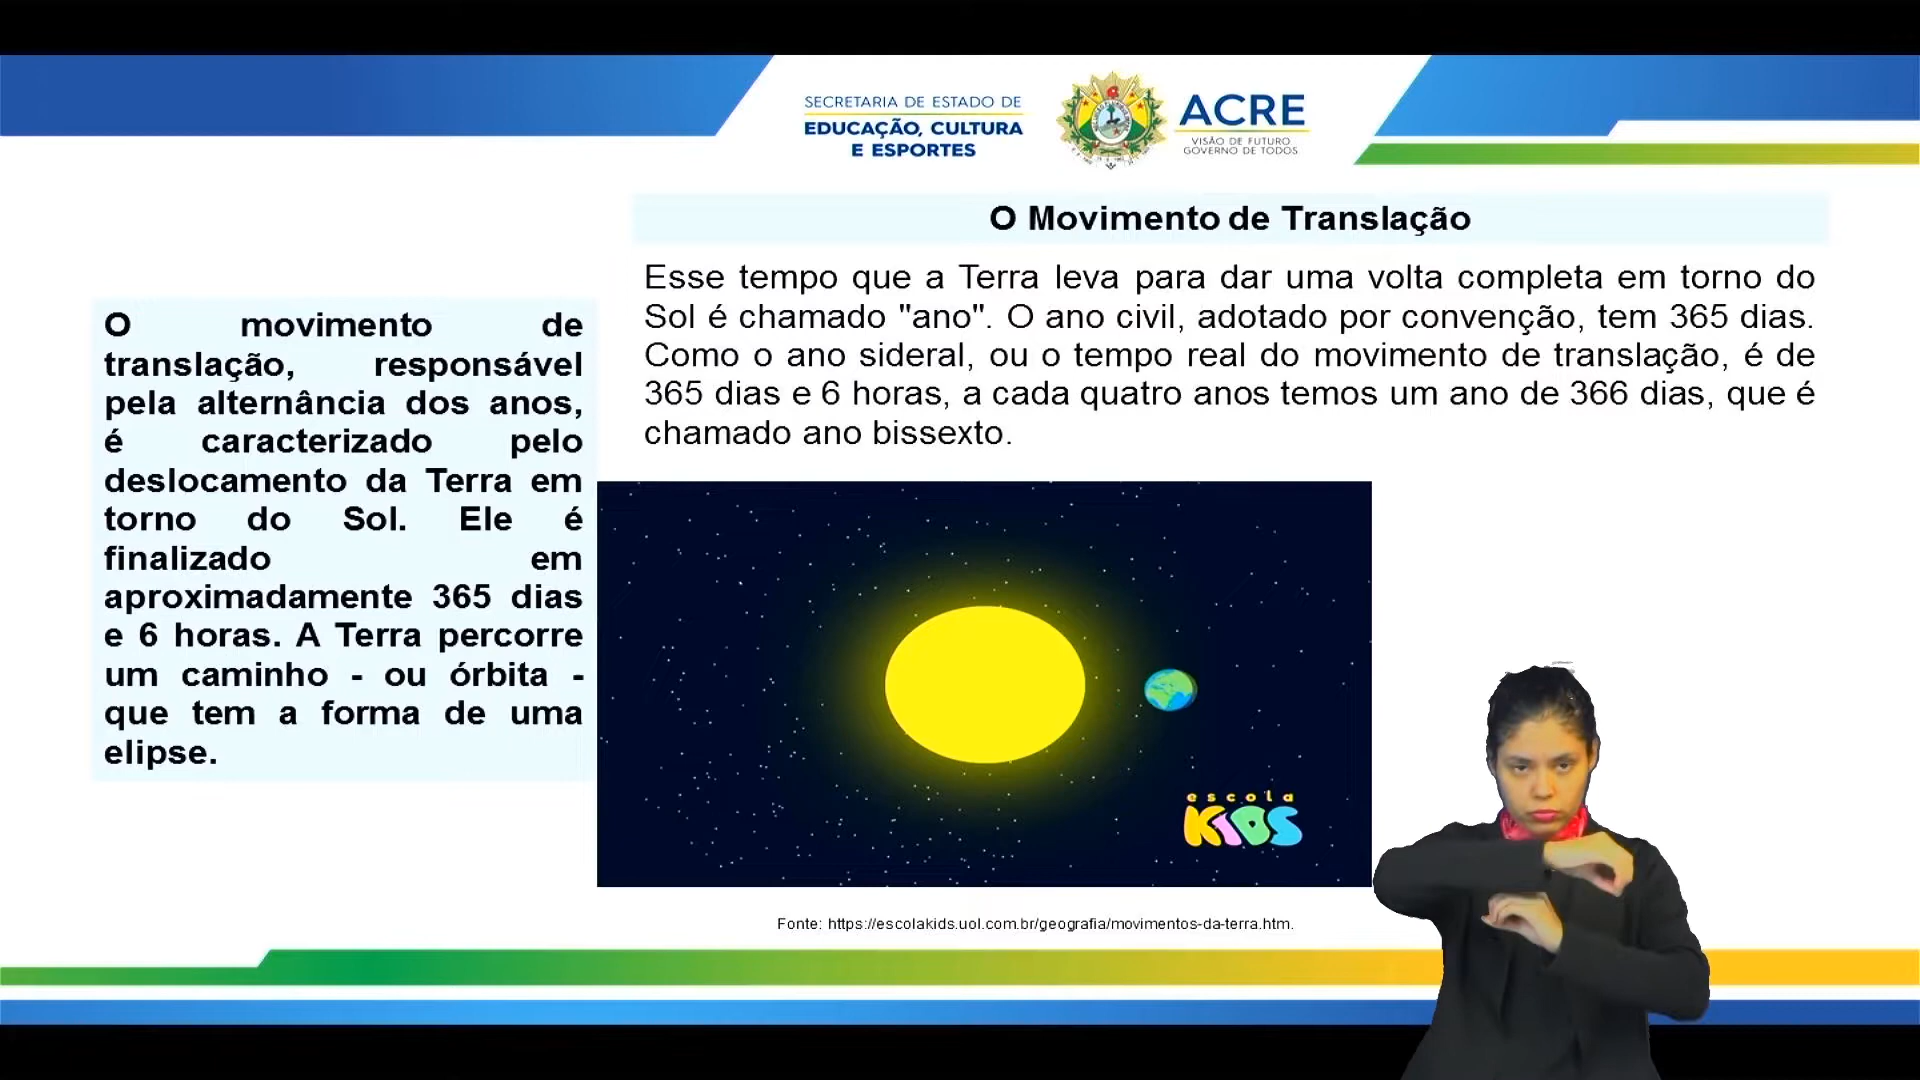 SECRETARIA DE ESTADO DE
EDUCAÇÃO, CULTURA
E ESPORTES
ACRE
VISÃO DE FUTURO
GOVERNO DE TODOS
O Movimento de Translação
Esse tempo que a Terra leva para dar uma volta completa em torno do
Sol é chamado "ano". O ano civil, adotado por convenção, tem 365 dias.
Como o ano sideral, ou o tempo real do movimento de translação, é de
365 dias e 6 horas, a cada quatro anos temos um ano de 366 dias, que é
chamado ano bissexto.
O movimento de
translação, responsável
pela alternância dos anos,
é caracterizado pelo
deslocamento da Terra em
torno do Sol. Ele é
finalizado em
aproximadamente 365 dias
e 6 horas. A Terra percorre
um caminho - ou órbita -
que tem a forma de uma
elipse.
escola
KIDS
Fonte: https://escolakids.uol.com.br/geografia/movimentos-da-terra.htm.